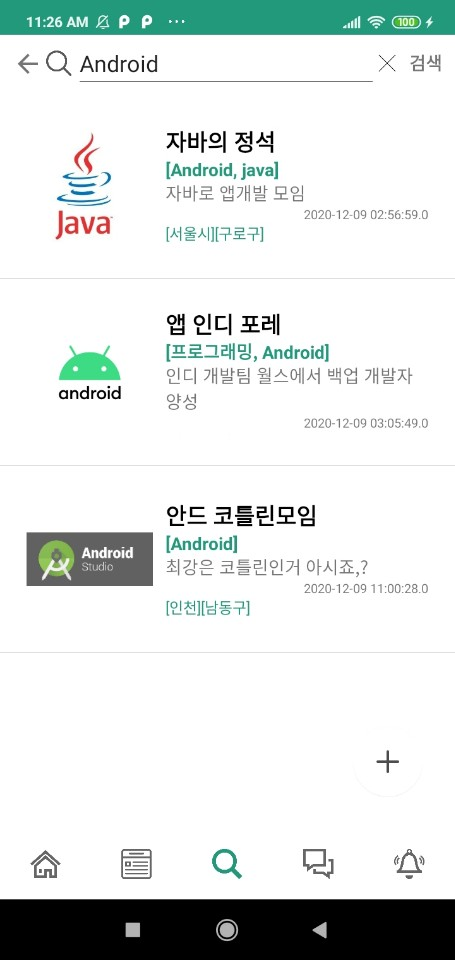 11:26 AM
100
Android
검색
자바의 정석
[Android, java]
자바로 앱개발 모임
2020-12-09 02:56:59.0
[서울시][구로구]
Java
앱 인디 포레
[프로그래밍, Android]
인디 개발팀 월스에서 백업 개발자
양성
2020-12-09 03:05:49.0
android
안드 코틀린모임
[Android]
최강은 코틀린인거 아시죠,?
2020-12-09 11:00:28.0
[인천][남동구]
Android
Studio